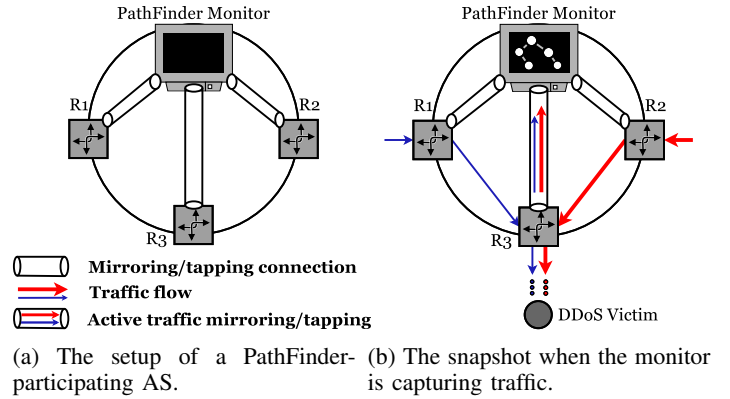 PathFinder Monitor
R1
R2
R3
Mirroring/tapping connection
Traffic flow
Active traffic mirroring/tapping
(a) The setup of a PathFinder-
participating AS.
PathFinder Monitor
R1
R2
R3
DDoS Victim
(b) The snapshot when the monitor
is capturing traffic.